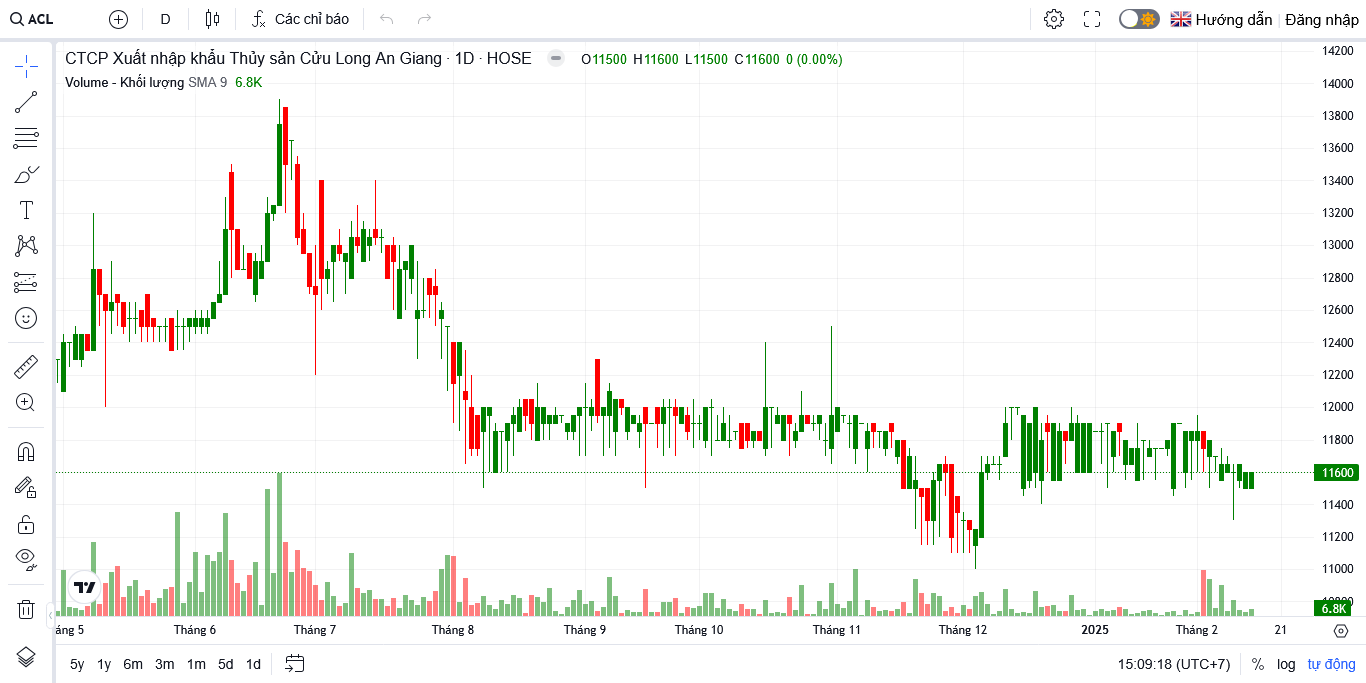 ACL D Các chỉ báo Hướng dẫn Đăng nhập
CTCP Xuất nhập khẩu Thủy sản Cửu Long An Giang · 1D · HOSE O11500 H11600 L11500 C11600 0 (0.00%)
Volume - Khối lượng SMA 9 6.8K
14200
14000
13800
13600
13400
13200
13000
12800
12600
12400
12200
12000
11800
11600
11400
11200
11000
6.8K
áng 5 Tháng 6 Tháng 7 Tháng 8 Tháng 9 Tháng 10 Tháng 11 Tháng 12 2025 Tháng 2 21
5y 1y 6m 3m 1m 5d 1d 15:09:18 (UTC+7) % log tự động